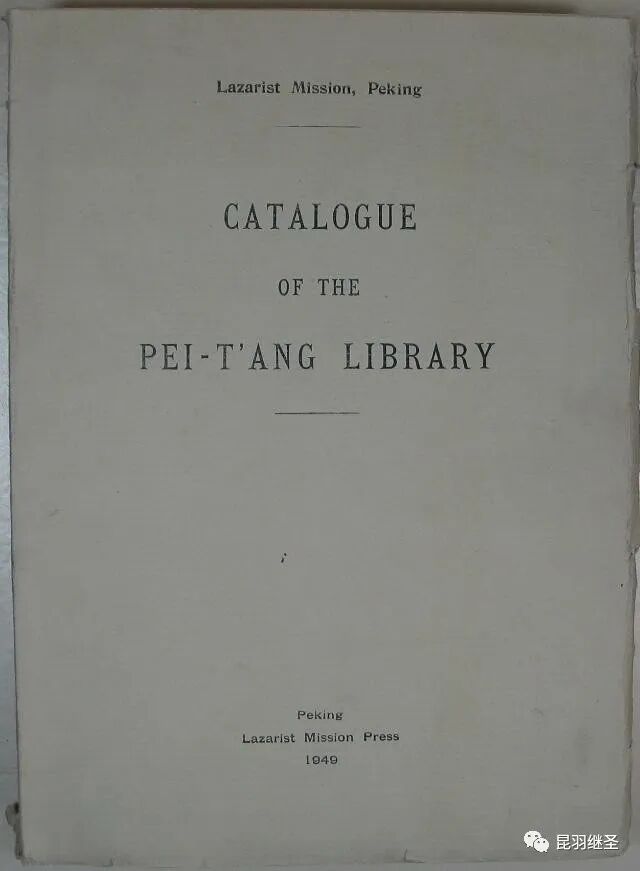 Lazarist Mission, Peking
CATALOGUE
OF THE
PEI-T'ANG LIBRARY
Peking
Lazarist Mission Press
1949
昆羽继圣